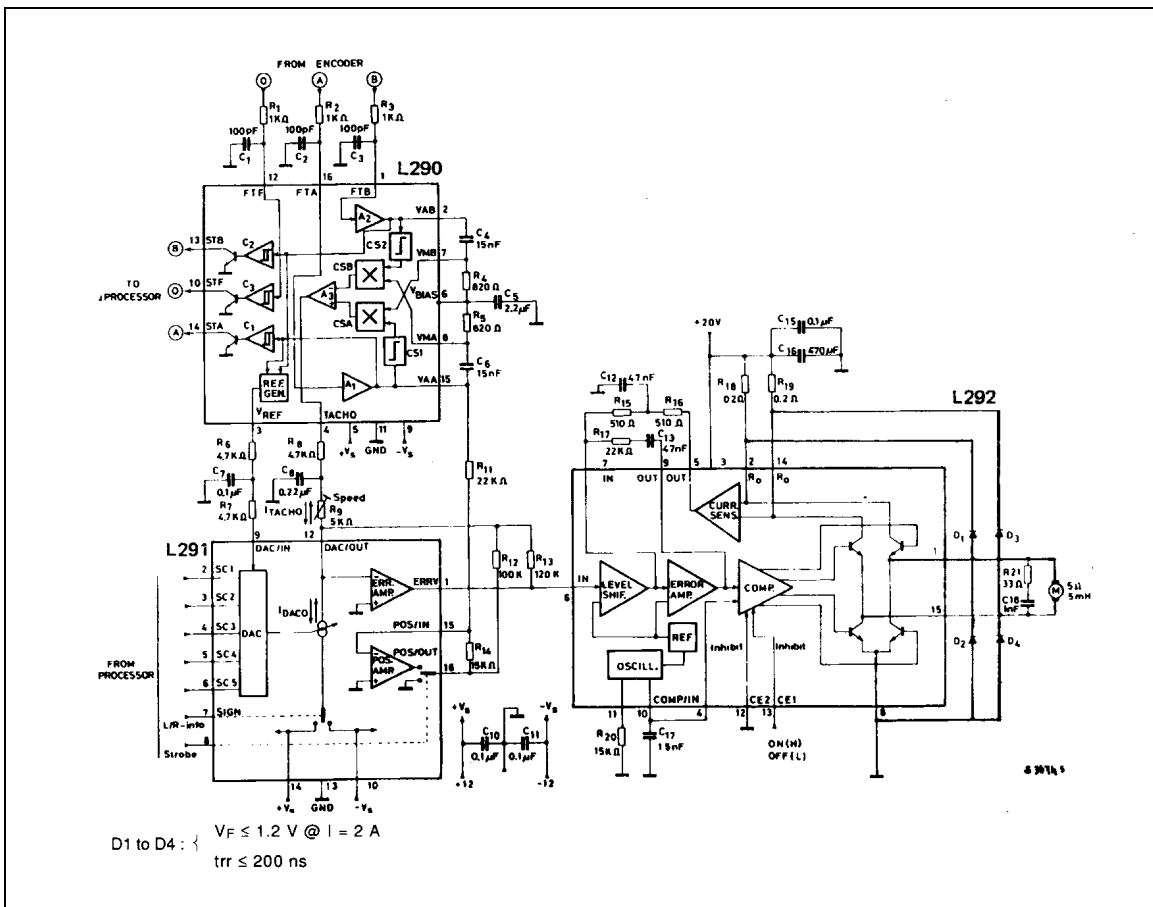 FROM ENCODER
O A B
R1 1KΩ
R2 1KΩ
R3 1KΩ
100pF C1
100pF C2
100pF C3
L290
12 16 1
FTF FTA FTB
A2
VAB 2
C4 15nF
13 STB
B
C2
CS2
VMB 7
CSB
R4 820Ω
TO
PROCESSOR
10 STF
O
C3
A3
VBIAS 6
C5 2,2µF
CSA
R5 820Ω
14 STA
A
C1
VMA 8
CS1
C6 15nF
REF. GEN.
A1
VAA 15
VREF
TACHO
3 4 5 11 9
+Vs GND -Vs
R6 4,7KΩ
R8 4,7KΩ
C7 0,1µF
C8 0.22µF
R7 4,7KΩ
ITACHO
Speed
R9 5KΩ
R11 22KΩ
R12 100K
R13 120K
L291
9 12
DAC/IN DAC/OUT
2 SC1
3 SC2
4 SC3
5 SC4
6 SC5
DAC
IDACO
ERR. AMP.
ERRV 1
POS/IN 15
POS. AMP
POS/OUT
16
R14 15KΩ
FROM
PROCESSOR
7 SIGN
L/R-info
8
Strobe
14 13 10
+Vs GND -Vs
+Vs -Vs
C10 0.1µF
C11 0.1µF
+12 -12
+20V
C15 0,1µF
C16 470µF
R18 0.2Ω
R19 0.2Ω
L292
C12 47nF
R15 510Ω
R16 510Ω
R17 22KΩ
C13 47nF
7 9 5 3 2 14
IN OUT OUT R0 R0
CURR. SENS.
IN
6
LEVEL SHIF.
ERROR AMP.
COMP.
REF
OSCILL.
Inhibit Inhibit
COMP/IN CE2 CE1
11 10 4 12 13 8
R20 15KΩ
C17 1.5nF
ON(H)
OFF(L)
D1 D3
D2 D4
1
15
R21 33Ω
C18 1nF
M
5Ω
5mH
D1 to D4 : { VF ≤ 1.2 V @ I = 2 A
trr ≤ 200 ns